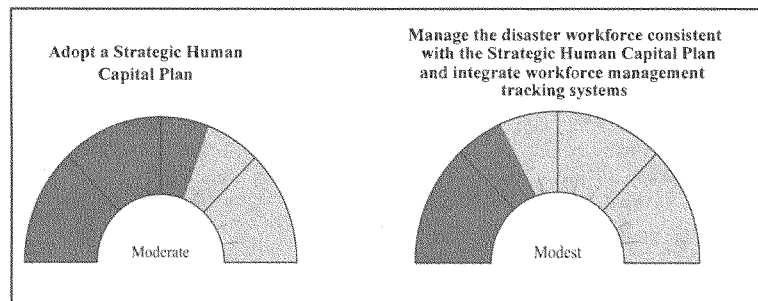 Adopt a Strategic Human
Capital Plan
Moderate
Manage the disaster workforce consistent
with the Strategic Human Capital Plan
and integrate workforce management
tracking systems
Modest